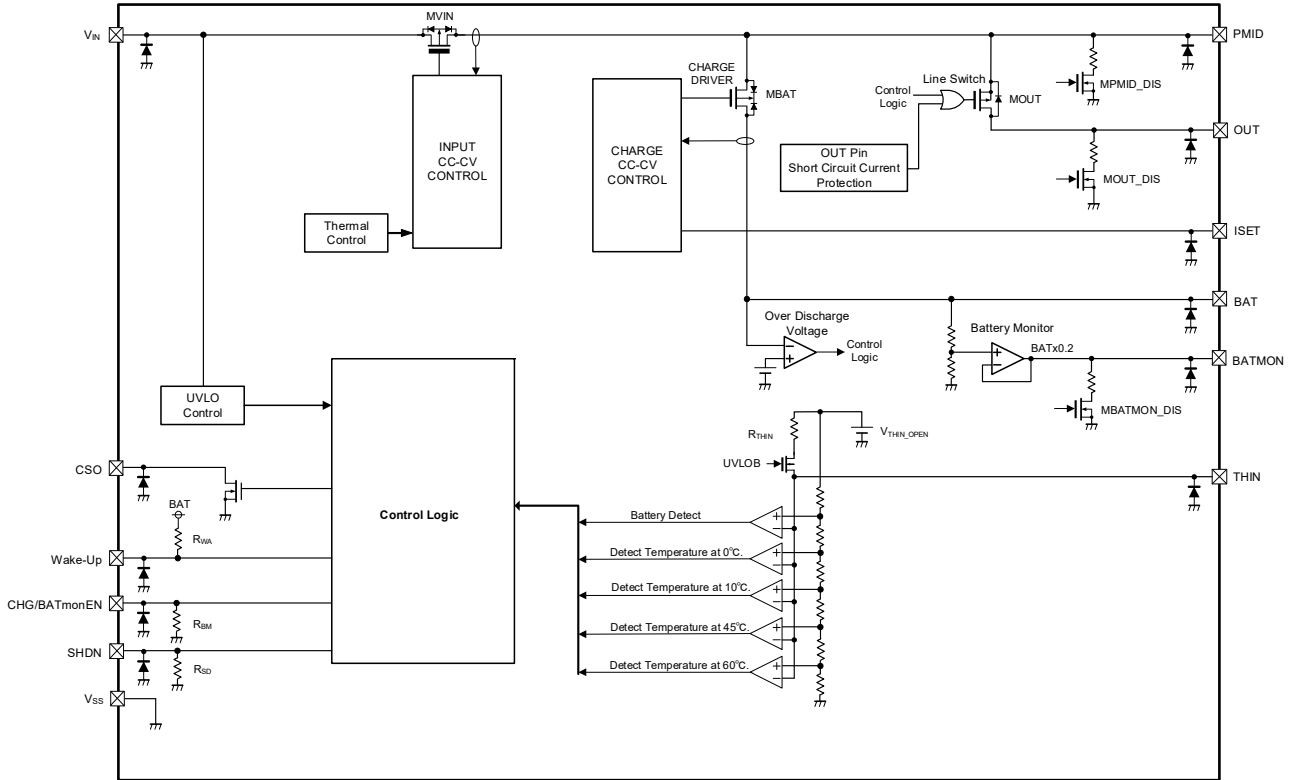 MVIN
VIN
PMID
CHARGE
DRIVER
MBAT
Line Switch
Control
Logic
MOUT
MPMID_DIS
INPUT
CC-CV
CONTROL
CHARGE
CC-CV
CONTROL
OUT
OUT Pin
Short Circuit Current
Protection
MOUT_DIS
Thermal
Control
ISET
BAT
Over Discharge
Voltage
Control
Logic
Battery Monitor
BATx0.2
BATMON
MBATMON_DIS
UVLO
Control
RTHIN
VTHIN_OPEN
UVLOB
CSO
THIN
BAT
RWA
Control Logic
Battery Detect
Wake-Up
Detect Temperature at 0°C.
CHG/BATmonEN
RBM
Detect Temperature at 10°C.
Detect Temperature at 45°C.
SHDN
RSD
Detect Temperature at 60°C.
VSS